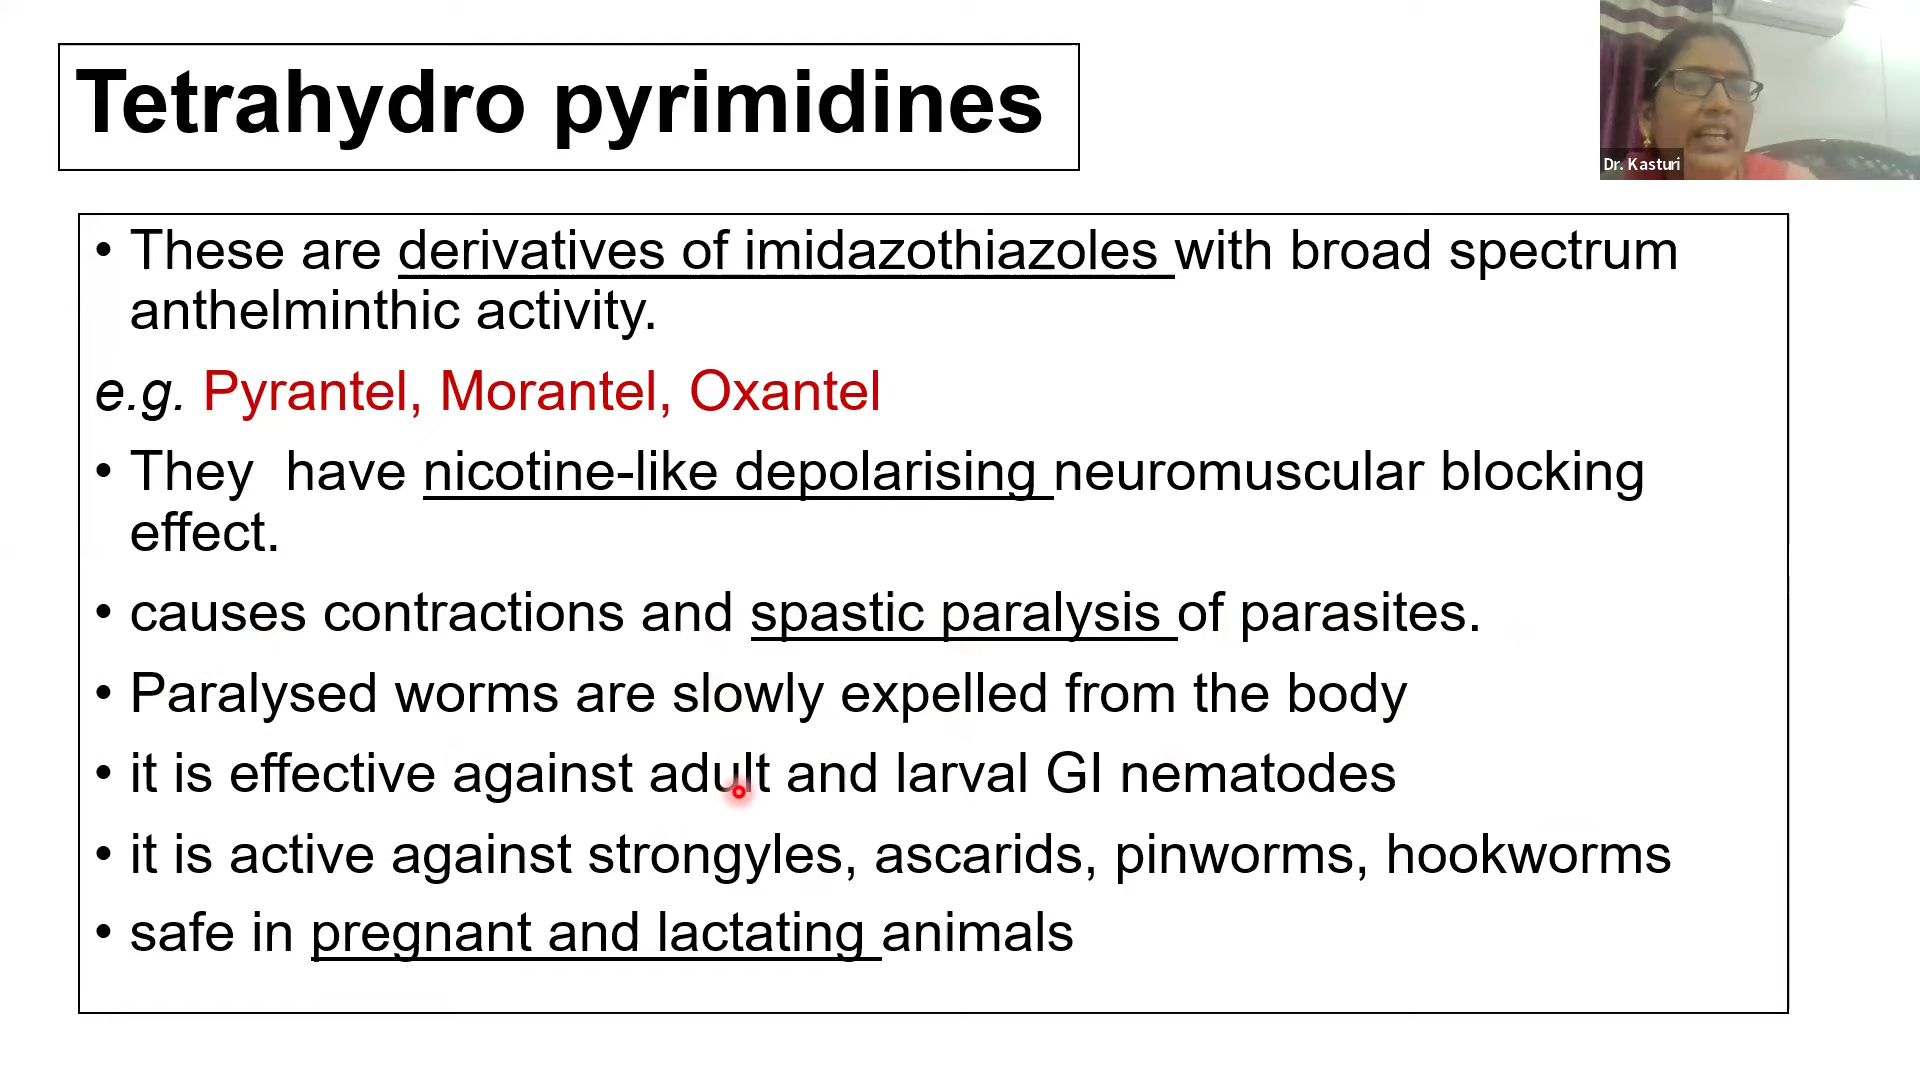 Tetrahydro pyrimidines
Dr. Kasturi
• These are derivatives of imidazothiazoles with broad spectrum
anthelminthic activity.
e.g. Pyrantel, Morantel, Oxantel
• They have nicotine-like depolarising neuromuscular blocking
effect.
• causes contractions and spastic paralysis of parasites.
• Paralysed worms are slowly expelled from the body
• it is effective against adult and larval GI nematodes
• it is active against strongyles, ascarids, pinworms, hookworms
• safe in pregnant and lactating animals